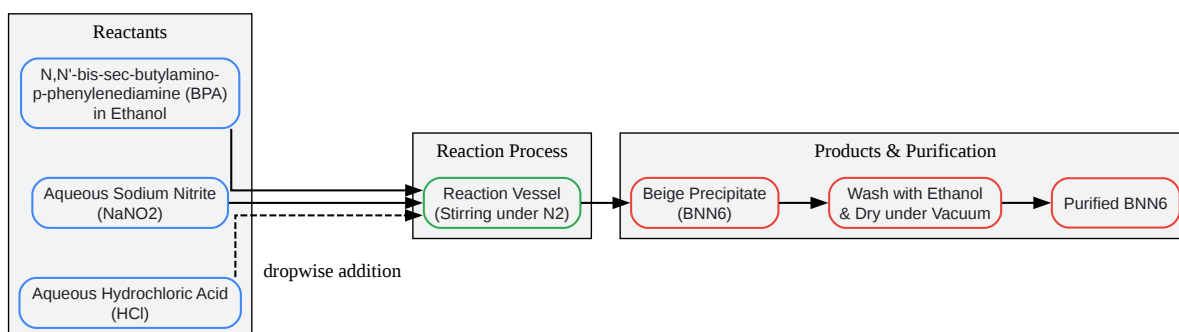 Reactants
N,N'-bis-sec-butylamino-
p-phenylenediamine (BPA)
in Ethanol
Aqueous Sodium Nitrite
(NaNO2)
Aqueous Hydrochloric Acid
(HCl)
dropwise addition
Reaction Process
Reaction Vessel
(Stirring under N2)
Products & Purification
Beige Precipitate
(BNN6)
Wash with Ethanol
& Dry under Vacuum
Purified BNN6